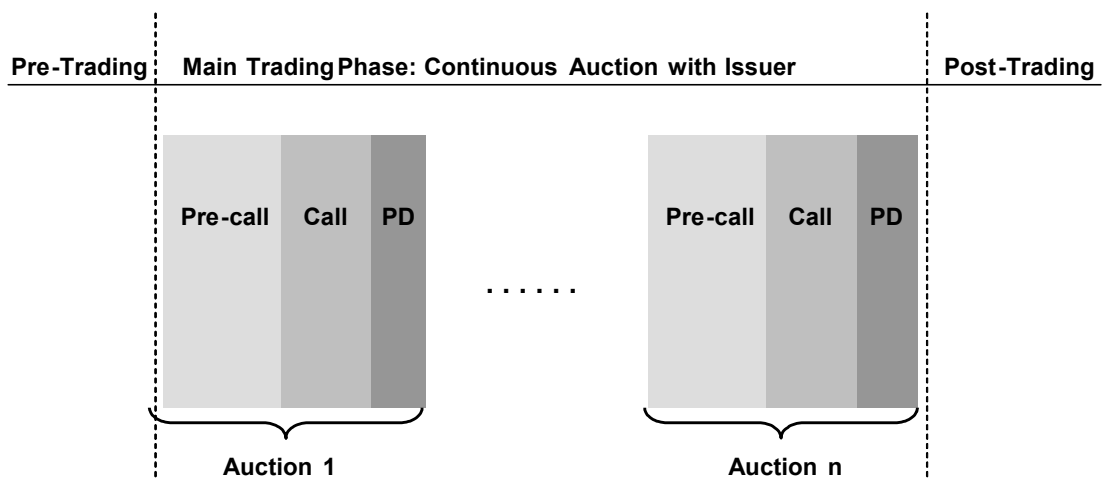 Pre-Trading Main Trading Phase: Continuous Auction with Issuer Post-Trading
Pre-call Call PD Pre-call Call PD
......
Auction 1 Auction n